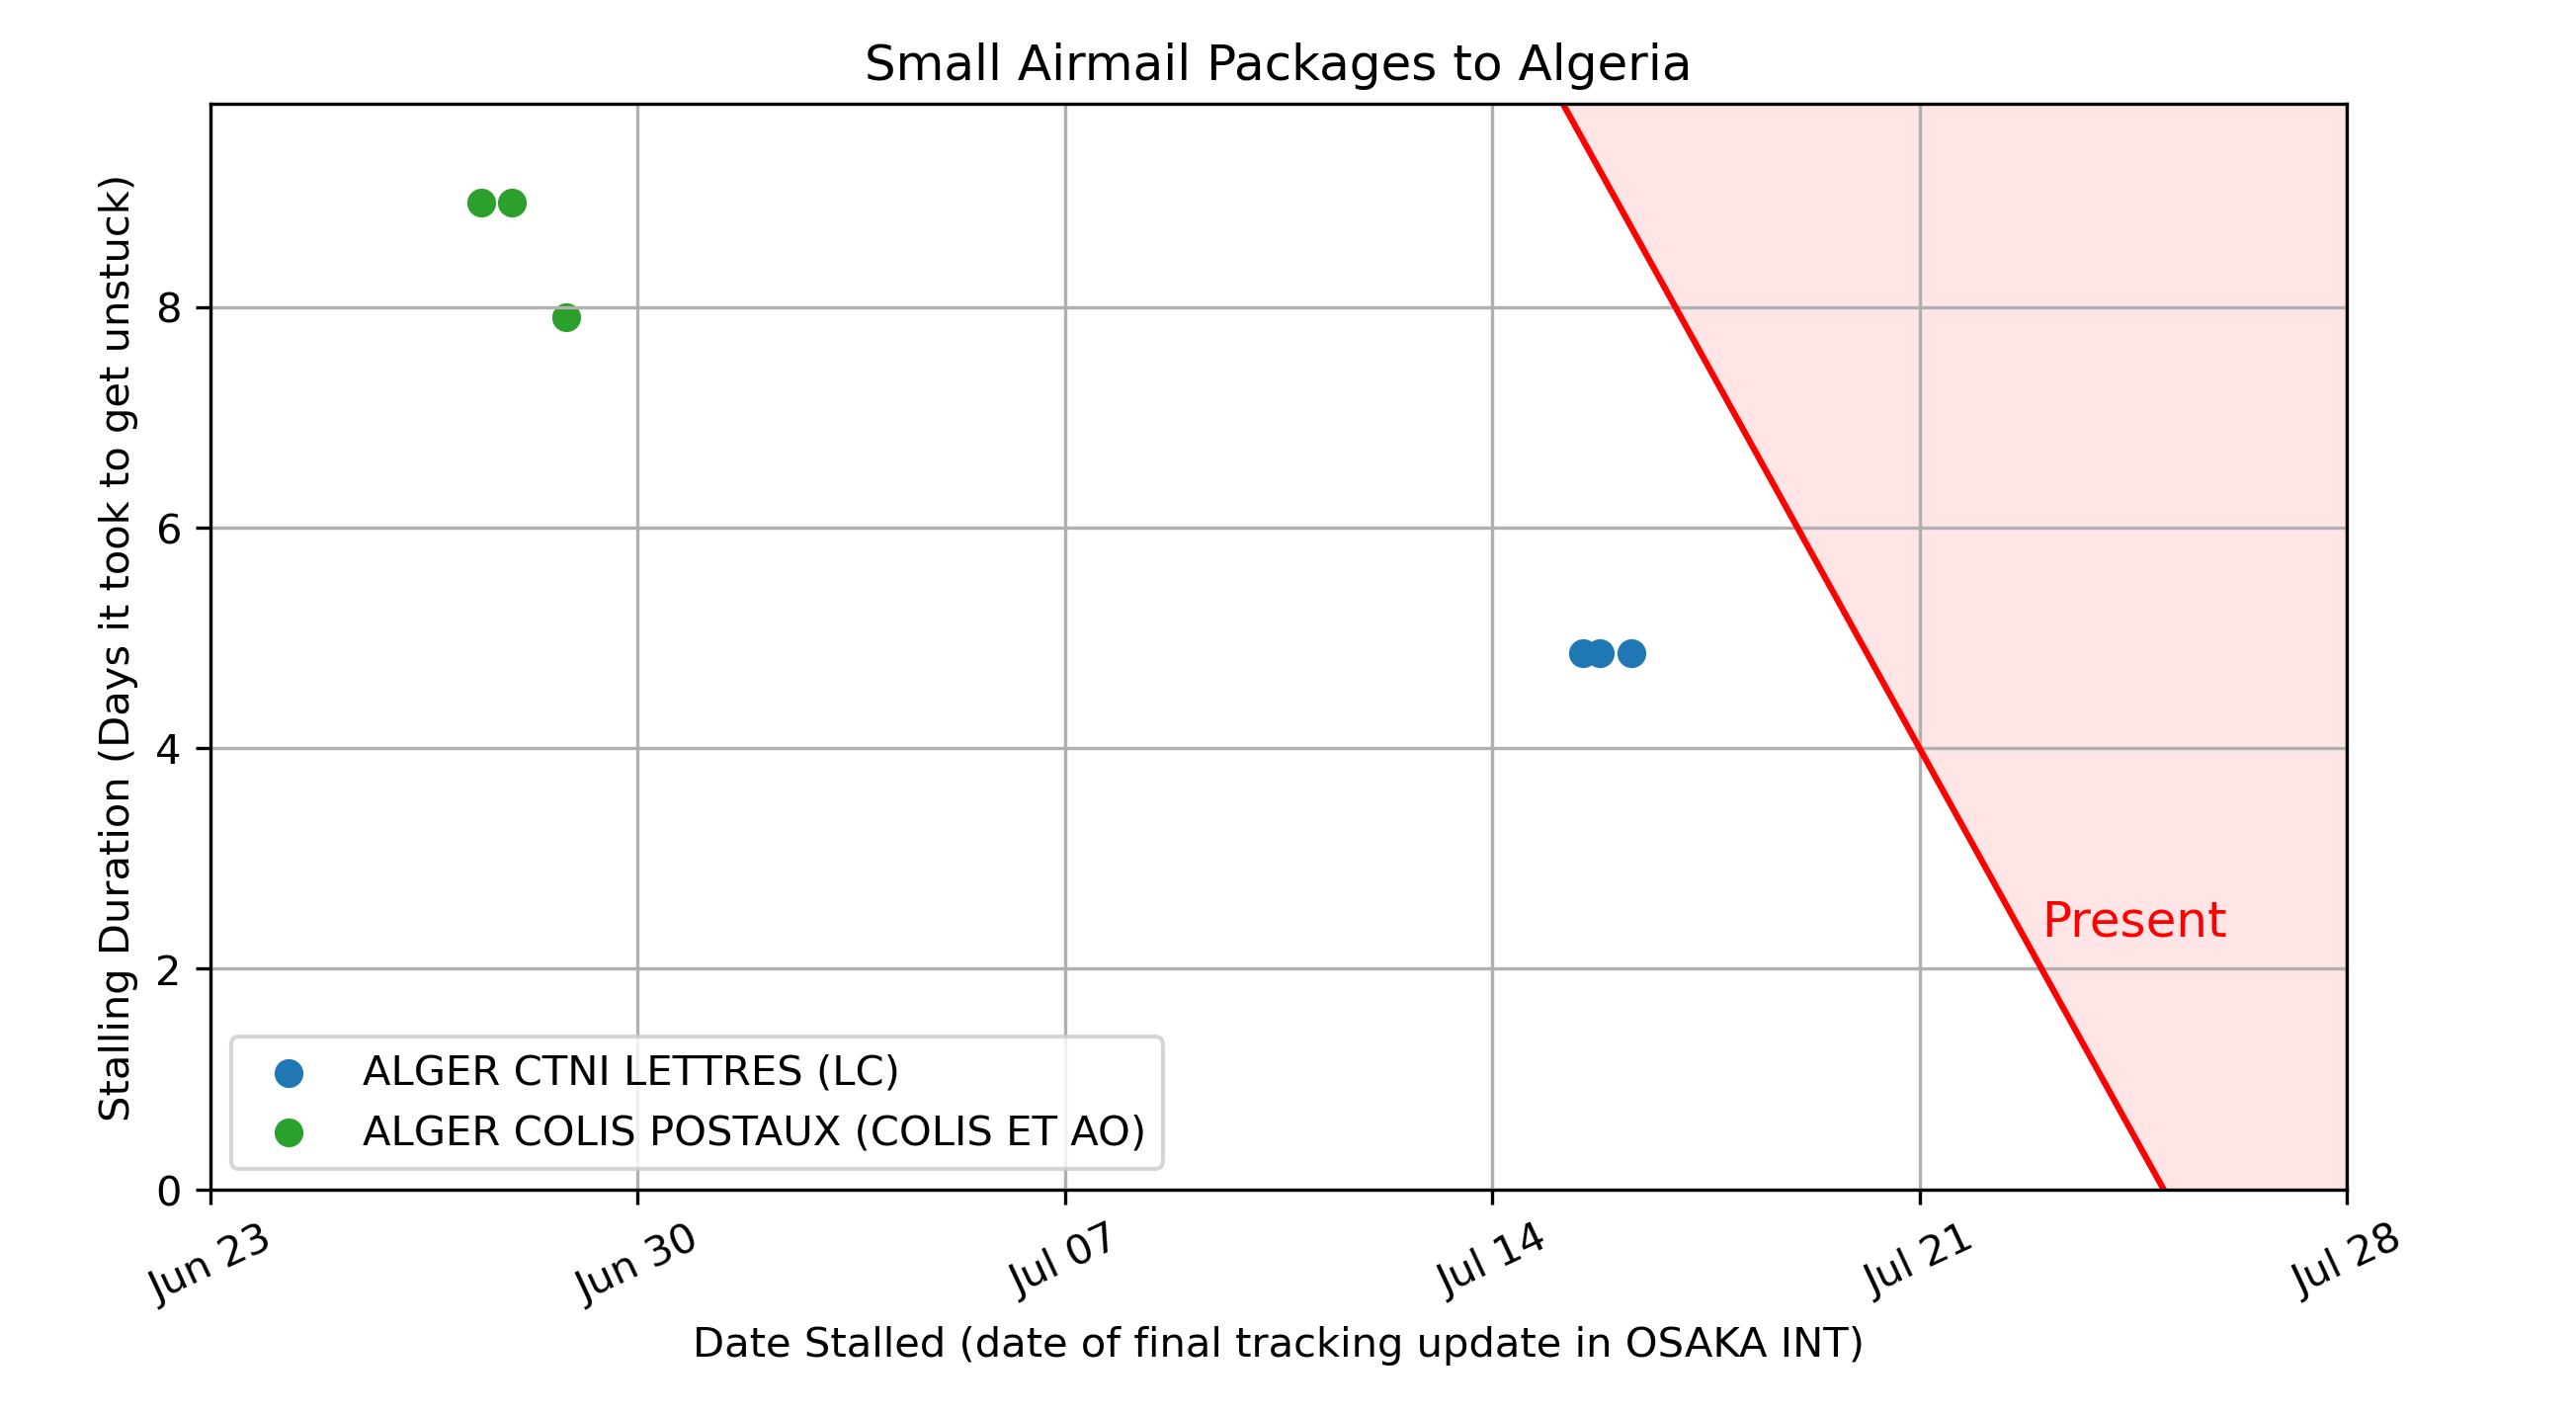 Small Airmail Packages to Algeria
Stalling Duration (Days it took to get unstuck)
8
6
4
2
0
Present
ALGER CTNI LETTRES (LC)
ALGER COLIS POSTAUX (COLIS ET AO)
Jun 23
Jun 30
Jul 07
Jul 14
Jul 21
Jul 28
Date Stalled (date of final tracking update in OSAKA INT)